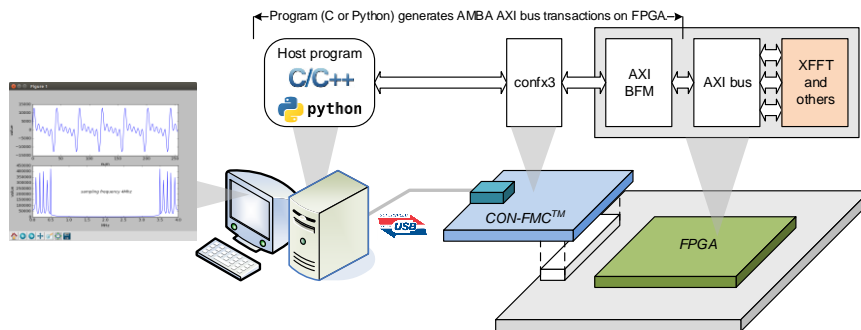 Program (C or Python) generates AMBA AXI bus transactions on FPGA.
Host program
C/C++
python
confx3
AXI
BFM
AXI bus
XFFT
and
others
Figure 1
sampling frequency 4MHz
MHz
CON-FMC™
USB
FPGA